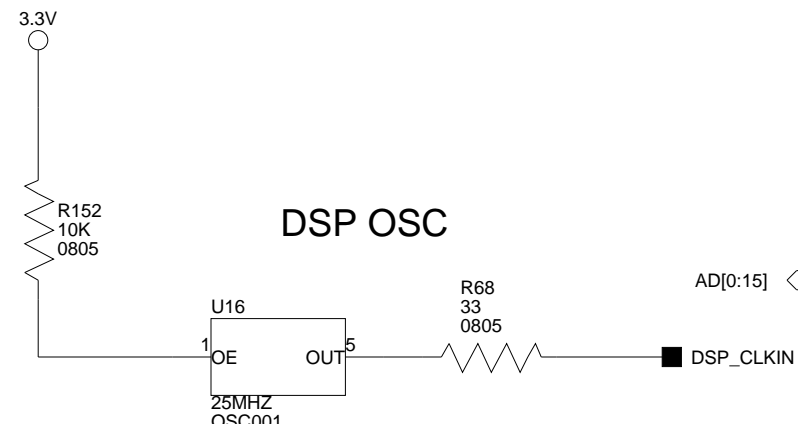 3.3V
R152
10K
0805
DSP OSC
R68
33
0805
AD[0:15]
U16
1
OE
OUT
5
DSP_CLKIN
25MHZ
OSC001